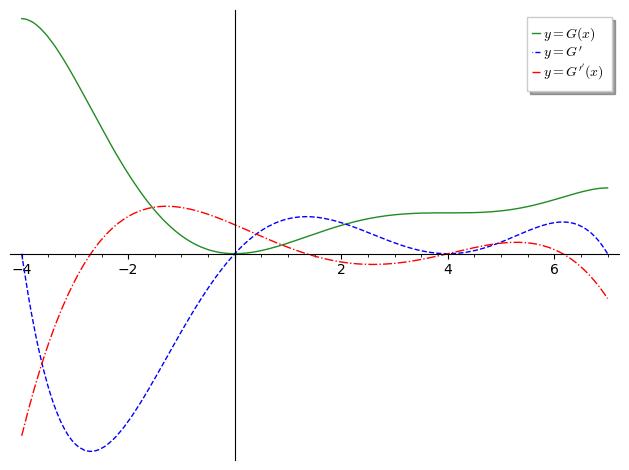 y = G(x)
y = G′
y = G′′(x)
−4 −2 2 4 6